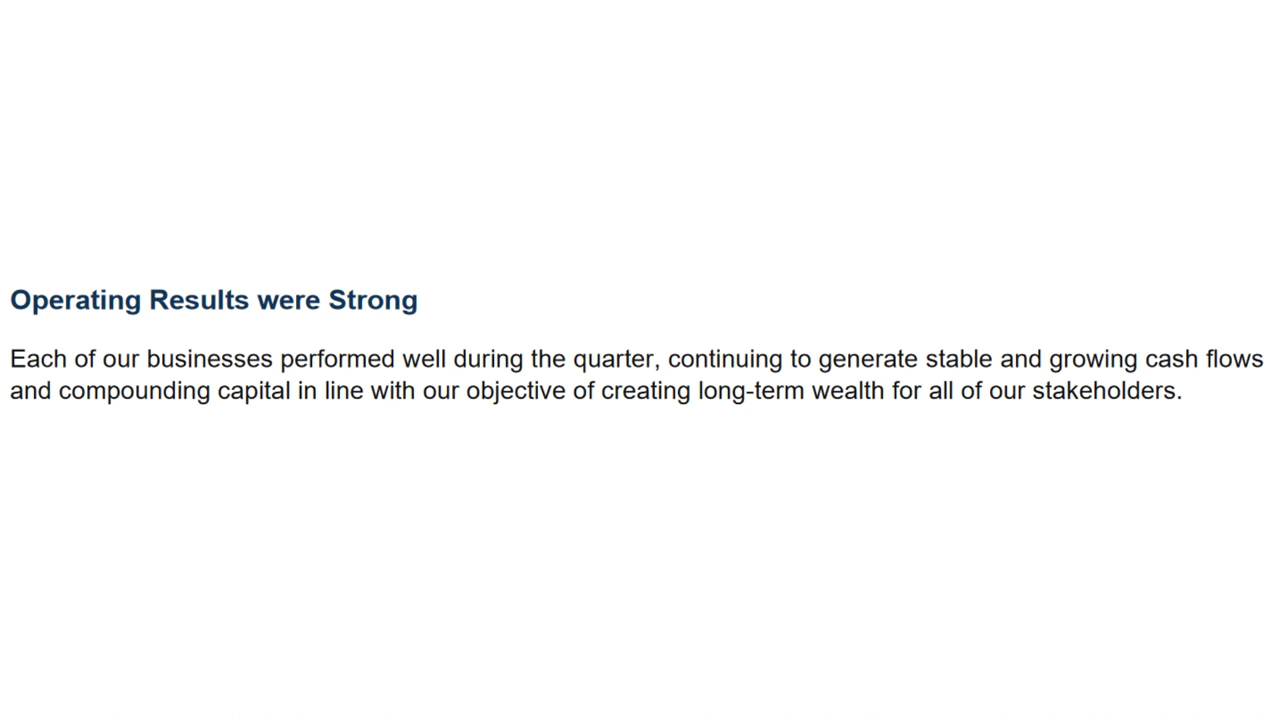 Operating Results were Strong
Each of our businesses performed well during the quarter, continuing to generate stable and growing cash flows
and compounding capital in line with our objective of creating long-term wealth for all of our stakeholders.